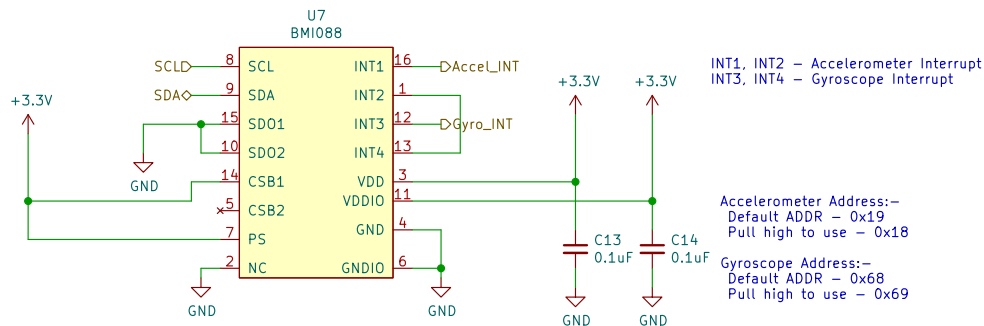 U7
BMI088
8 SCL
9 SDA
15 SDO1
10 SDO2
14 CSB1
5 CSB2
7 PS
2 NC
INT1 16
INT2 1
INT3 12
INT4 13
VDD 3
VDDIO 11
GND 4
GNDIO 6
SCL
SDA
+3.3V
GND
GND
Accel_INT
Gyro_INT
GND
+3.3V
+3.3V
C13
0.1uF
C14
0.1uF
GND
GND
INT1, INT2 – Accelerometer Interrupt
INT3, INT4 – Gyroscope Interrupt
Accelerometer Address:–
Default ADDR – 0x19
Pull high to use – 0x18
Gyroscope Address:–
Default ADDR – 0x68
Pull high to use – 0x69